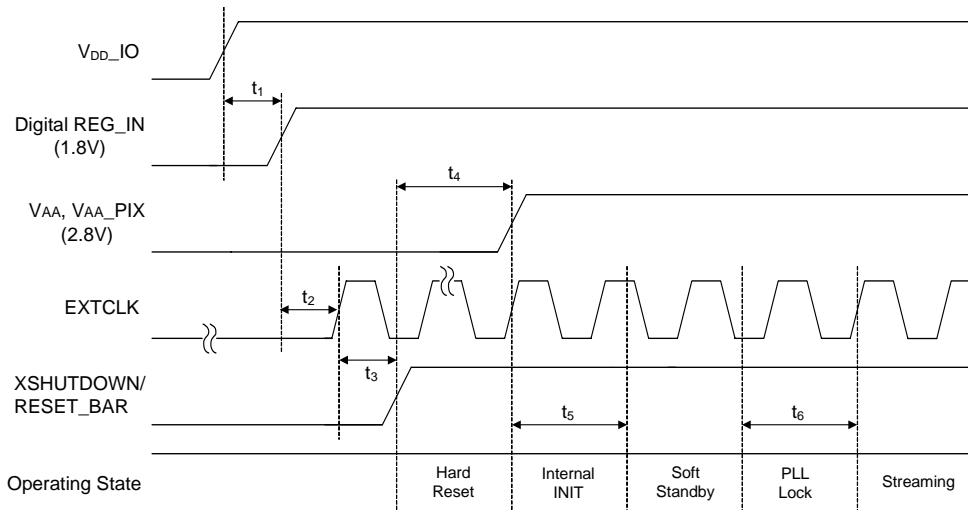 VDD_IO
t1
Digital REG_IN
(1.8V)
t4
VAA, VAA_PIX
(2.8V)
EXTCLK
t2
t3
XSHUTDOWN/
RESET_BAR
t5
t6
Operating State
Hard
Reset
Internal
INIT
Soft
Standby
PLL
Lock
Streaming